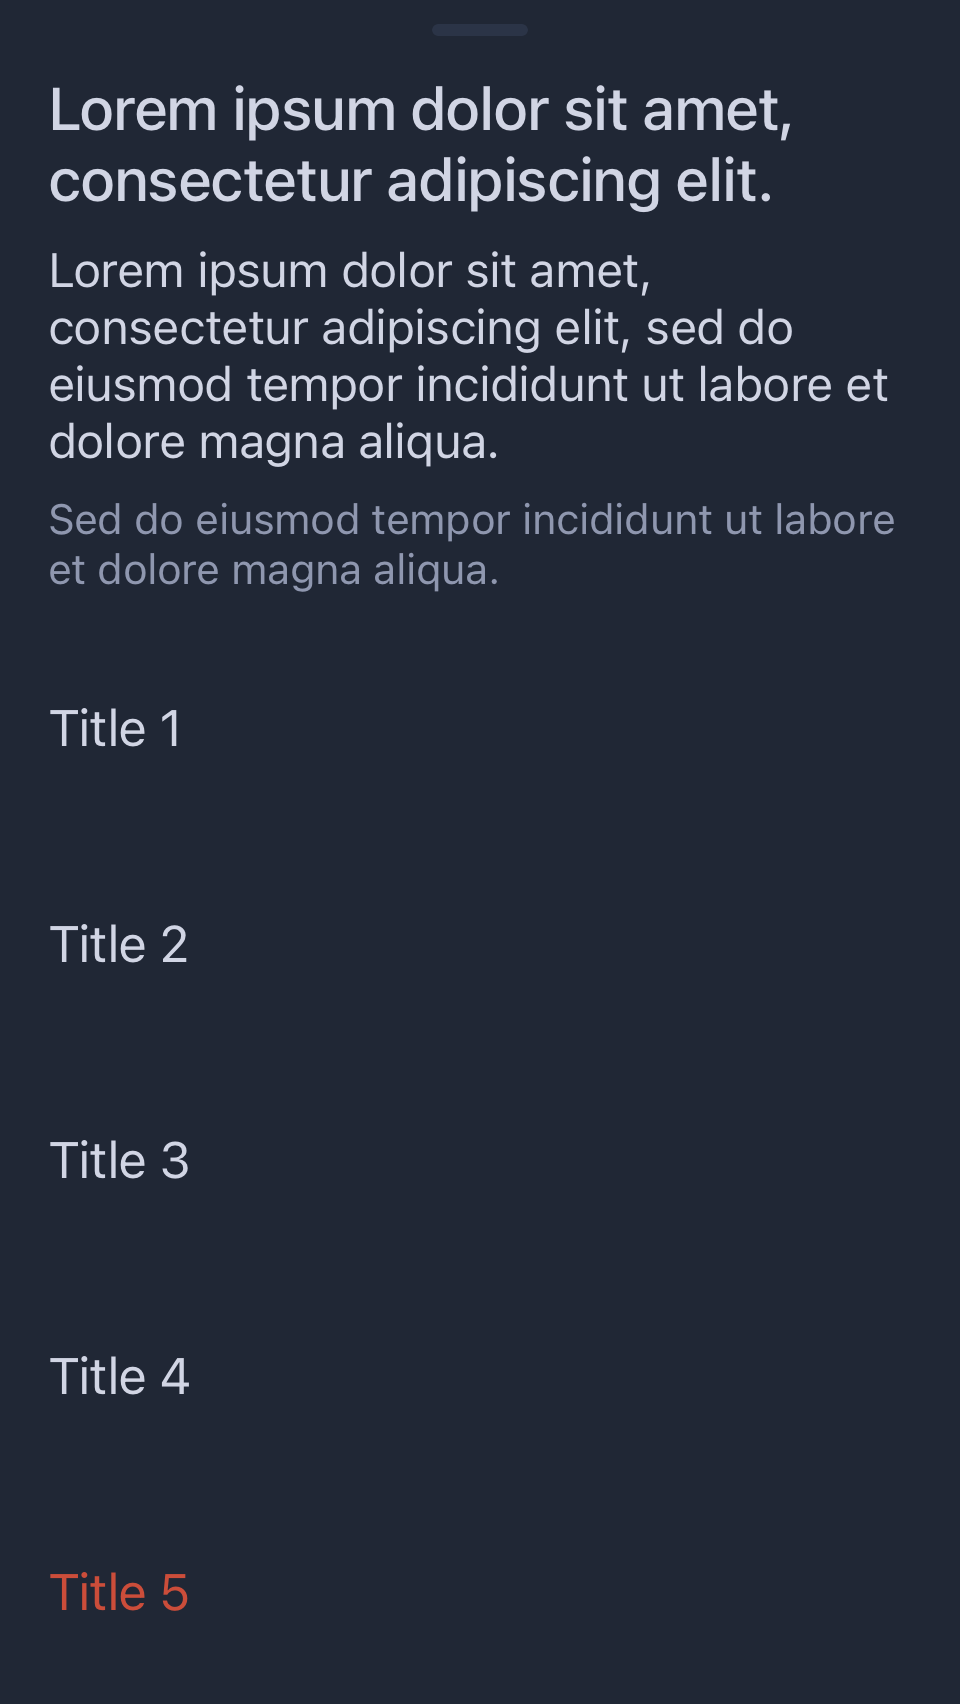 Lorem ipsum dolor sit amet,
consectetur adipiscing elit.
Lorem ipsum dolor sit amet,
consectetur adipiscing elit, sed do
eiusmod tempor incididunt ut labore et
dolore magna aliqua.
Sed do eiusmod tempor incididunt ut labore
et dolore magna aliqua.
Title 1
Title 2
Title 3
Title 4
Title 5